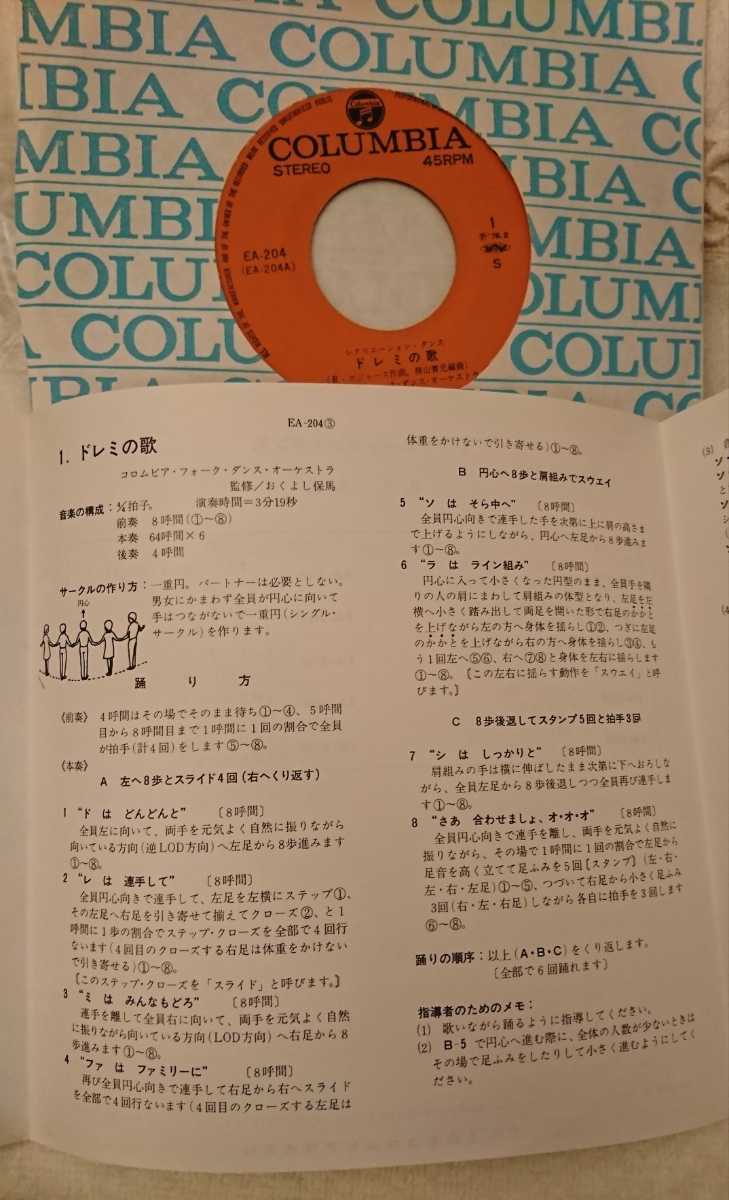 COLUMBIA COLUMBI
COLUMBIA C
IBIA COLUMBIA
COLUMBIA
UMBIA
COLUM
BIA
COLUMBIA
A COLU
COLUMBIA
STEREO
45RPM
EA-204
(EA-204A)
1
S
レクリエーション・ダンス
ドレミの歌
EA-204③
1. ドレミの歌
コロムビア・フォーク・ダンス・オーケストラ
監修/おくよし保馬
音楽の構成:4/4拍子。 演奏時間=3分19秒
前奏 8呼間(①~⑧)
本奏 64呼間×6
後奏 4呼間
サークルの作り方:一重円。パートナーは必要としない。
男女にかまわず全員が円心に向いて
手はつながないで一重円(シングル・
サークル)を作ります。
円心
踊り方
《前奏》 4呼間はその場でそのまま待ち①~④、5呼間
目から8呼間目まで1呼間に1回の割合で全員
が拍手(計4回)をします⑤~⑧。
《本奏》
A 左へ8歩とスライド4回(右へくり返す)
1 “ドは どんどんと” 〔8呼間〕
全員左に向いて、両手を元気よく自然に振りながら
向いている方向(逆LOD方向)へ左足から8歩進みます
①~⑧。
2 “レは 連手して” 〔8呼間〕
全員円心向きで連手して、左足を左横にステップ①、
その左足へ右足を引き寄せて揃えてクローズ②、と1
呼間に1歩の割合でステップ・クローズを全部で4回行
ないます(4回目のクローズする右足は体重をかけない
で引き寄せる)①~⑧。
〔このステップ・クローズを「スライド」と呼びます。〕
3 “ミは みんなもどろ” 〔8呼間〕
連手を離して全員右に向いて、両手を元気よく自然
に振りながら向いている方向(LOD方向)へ右足から8
歩進みます①~⑧。
4 “ファは ファミリーに” 〔8呼間〕
再び全員円心向きで連手して右足から右へスライド
を全部で4回行ないます(4回目のクローズする左足は
体重をかけないで引き寄せる)①~⑧。
B 円心へ8歩と肩組みでスウェイ
5 “ソは そら中へ” 〔8呼間〕
全員円心向きで連手した手を次第に上に肩の高さま
で上げるようにしながら、円心へ左足から8歩進みま
す①~⑧。
6 “ラは ライン組み” 〔8呼間〕
円心に入って小さくなった円型のまま、全員手を隣
りの人の肩にまわして肩組みの体型となり、左足を左
横へ小さく踏み出して両足を開いた形で右足のかかと
を上げながら左の方へ身体を揺らし①②、つぎに左足
のかかとを上げながら右の方へ身体を揺らし③④、も
う1回左へ⑤⑥、右へ⑦⑧と身体を左右に揺らします
①~⑧。〔この左右に揺らす動作を「スウェイ」と呼
びます。〕
C 8歩後退してスタンプ5回と拍手3回
7 “シは しっかりと” 〔8呼間〕
肩組みの手は横に伸ばしたまま次第に下へおろしな
がら、全員左足から8歩後退しつつ全員再び連手しま
す①~⑧。
8 “さあ 合わせましょ、オ・オ・オ” 〔8呼間〕
全員円心向きで連手を離し、両手を元気よく自然に
振りながら、その場で1呼間に1回の割合で左足から
足音を高く立てて足ふみを5回〔スタンプ〕(左・右・
左・右・左足)①~⑤、つづいて右足から小さく足ふみ
3回(右・左・右足)しながら各自に拍手を3回します
⑥~⑧。
踊りの順序:以上(A・B・C)をくり返します。
〔全部で6回踊れます〕
指導者のためのメモ:
(1) 歌いながら踊るように指導してください。
(2) B-5で円心へ進む際に、全体の人数が少ないときは
その場で足ふみをしたりして小さく進むようにしてく
ださい。